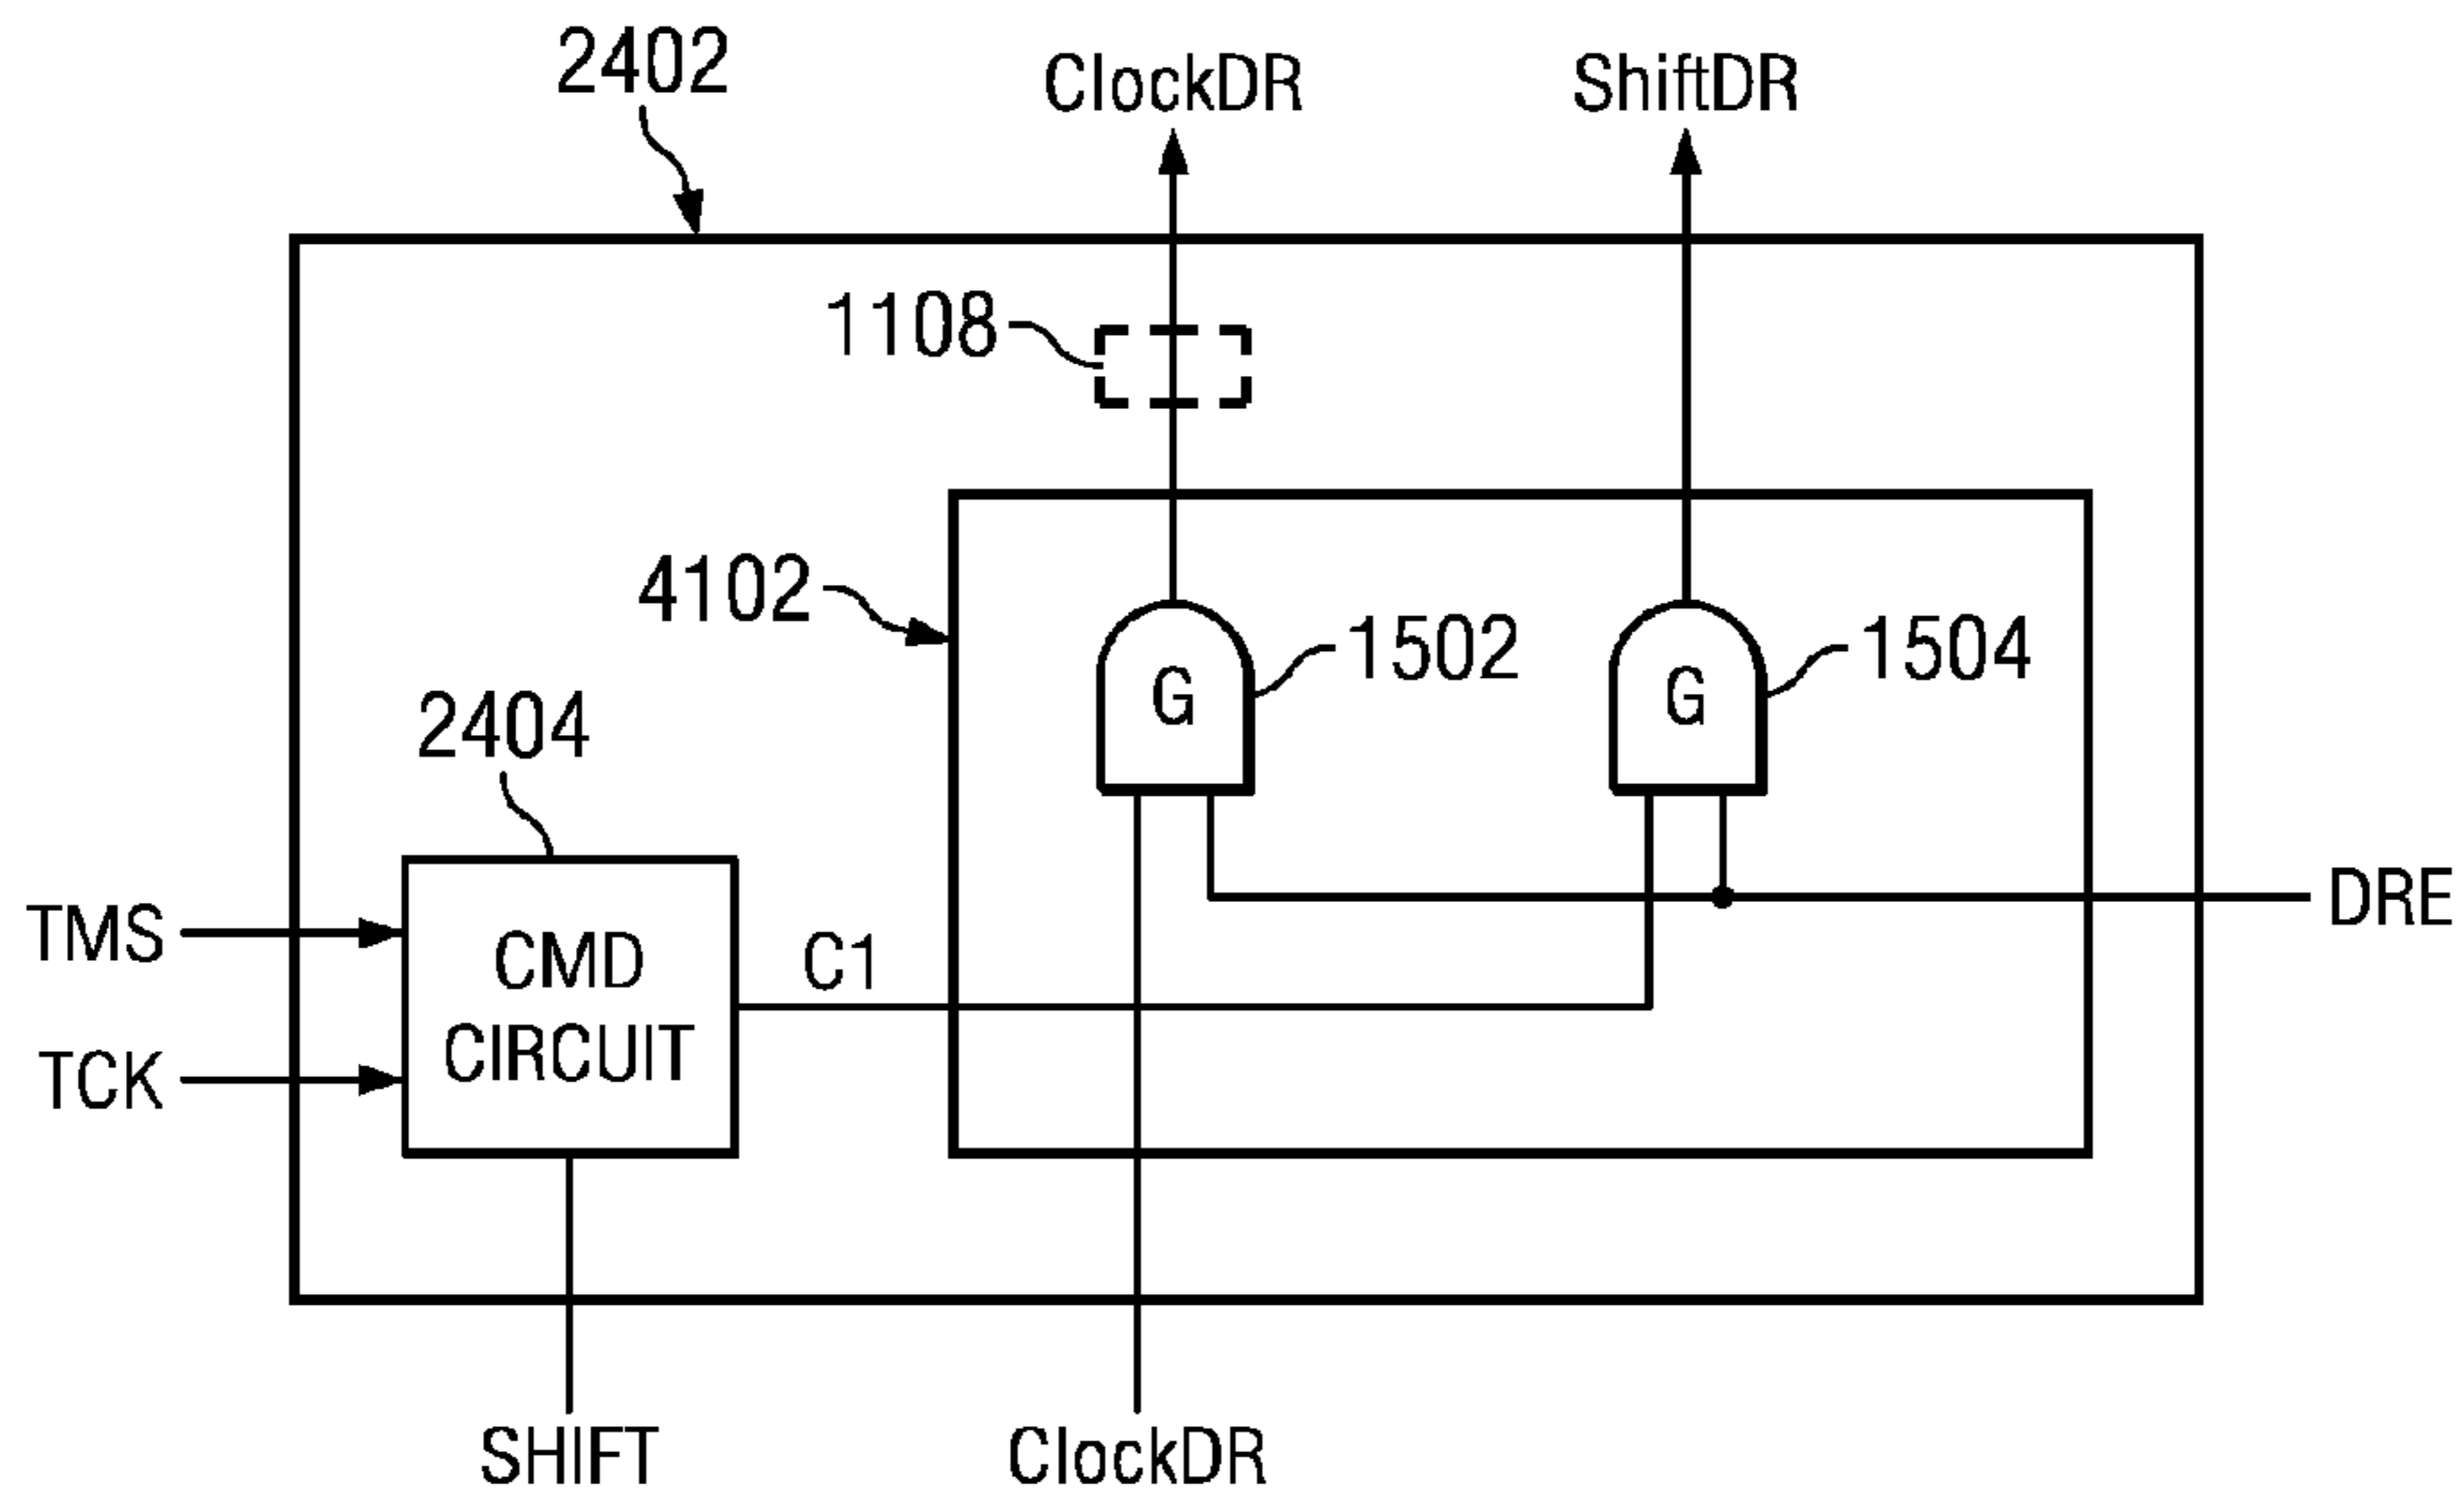 2402
ClockDR
ShiftDR
1108
4102
1502
1504
G
G
2404
TMS
TCK
CMD
CIRCUIT
C1
DRE
SHIFT
ClockDR